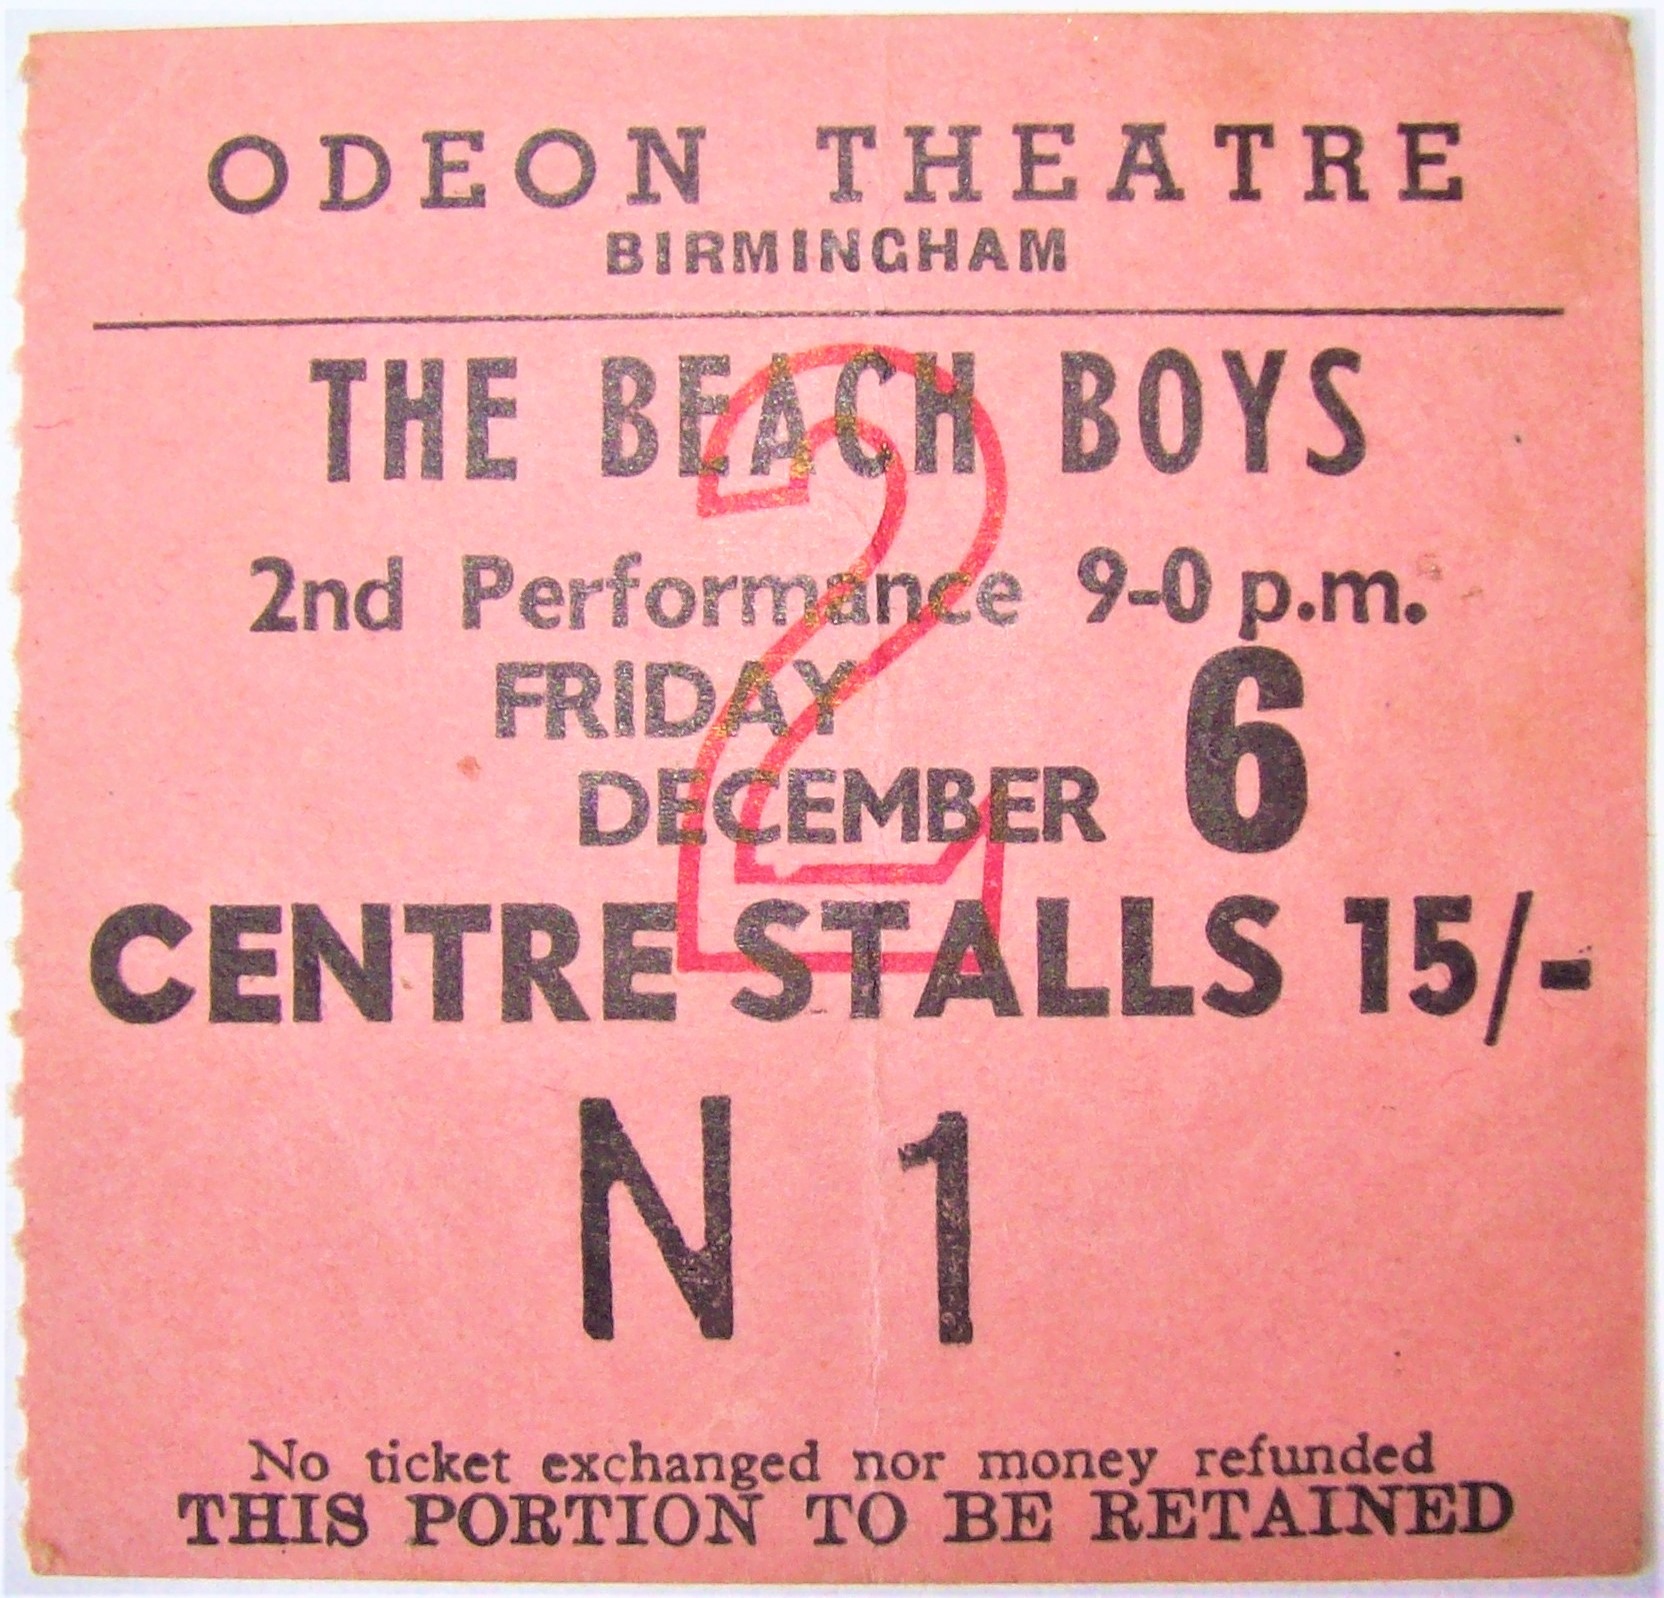 ODEON THEATRE
BIRMINGHAM
THE BEACH BOYS
2
2nd Performance 9-0 p.m.
FRIDAY
DECEMBER 6
CENTRE STALLS 15/-
N 1
No ticket exchanged nor money refunded
THIS PORTION TO BE RETAINED